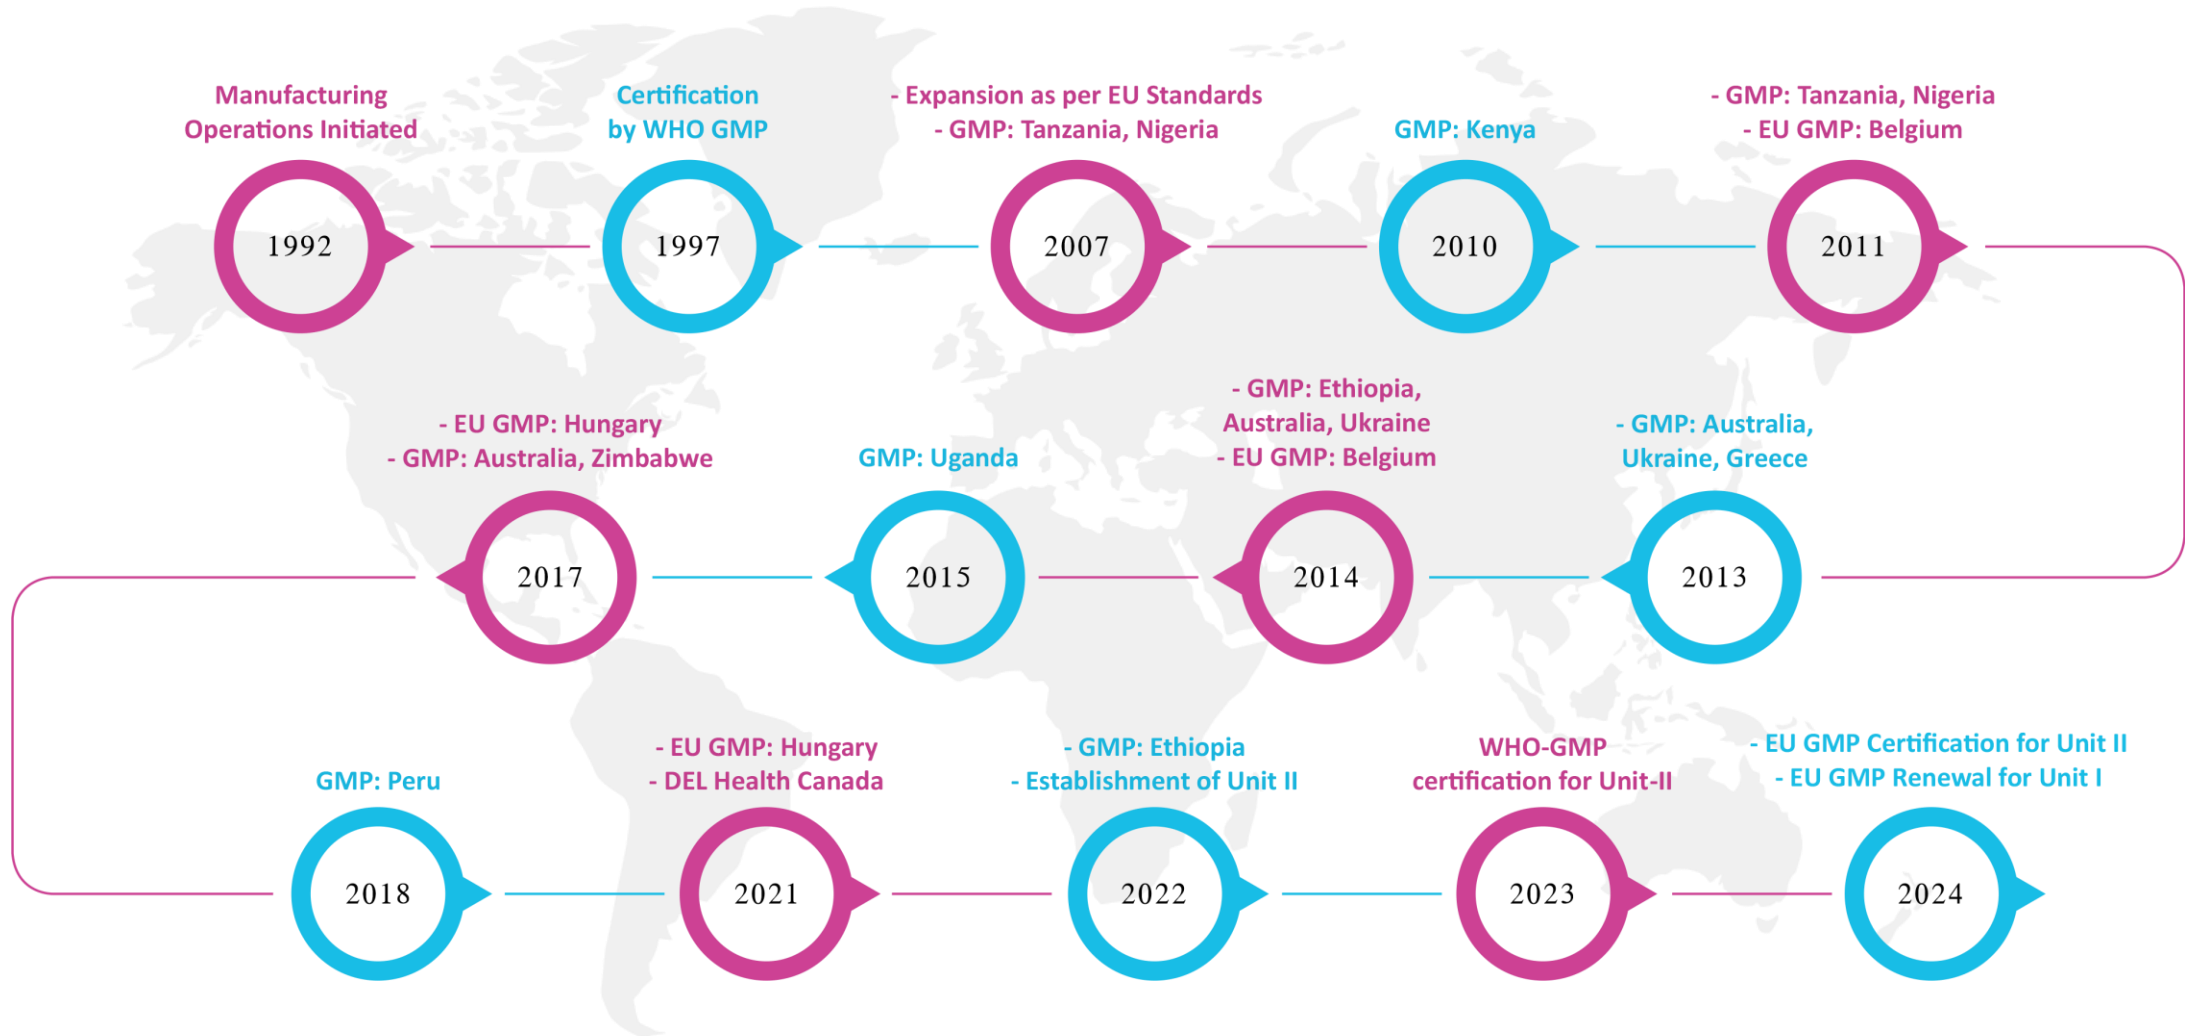 Manufacturing
Operations Initiated
1992
Certification
by WHO GMP
1997
- Expansion as per EU Standards
- GMP: Tanzania, Nigeria
2007
GMP: Kenya
2010
- GMP: Tanzania, Nigeria
- EU GMP: Belgium
2011
- GMP: Australia,
Ukraine, Greece
2013
- GMP: Ethiopia,
Australia, Ukraine
- EU GMP: Belgium
2014
GMP: Uganda
2015
- EU GMP: Hungary
- GMP: Australia, Zimbabwe
2017
GMP: Peru
2018
- EU GMP: Hungary
- DEL Health Canada
2021
- GMP: Ethiopia
- Establishment of Unit II
2022
WHO-GMP
certification for Unit-II
2023
- EU GMP Certification for Unit II
- EU GMP Renewal for Unit I
2024